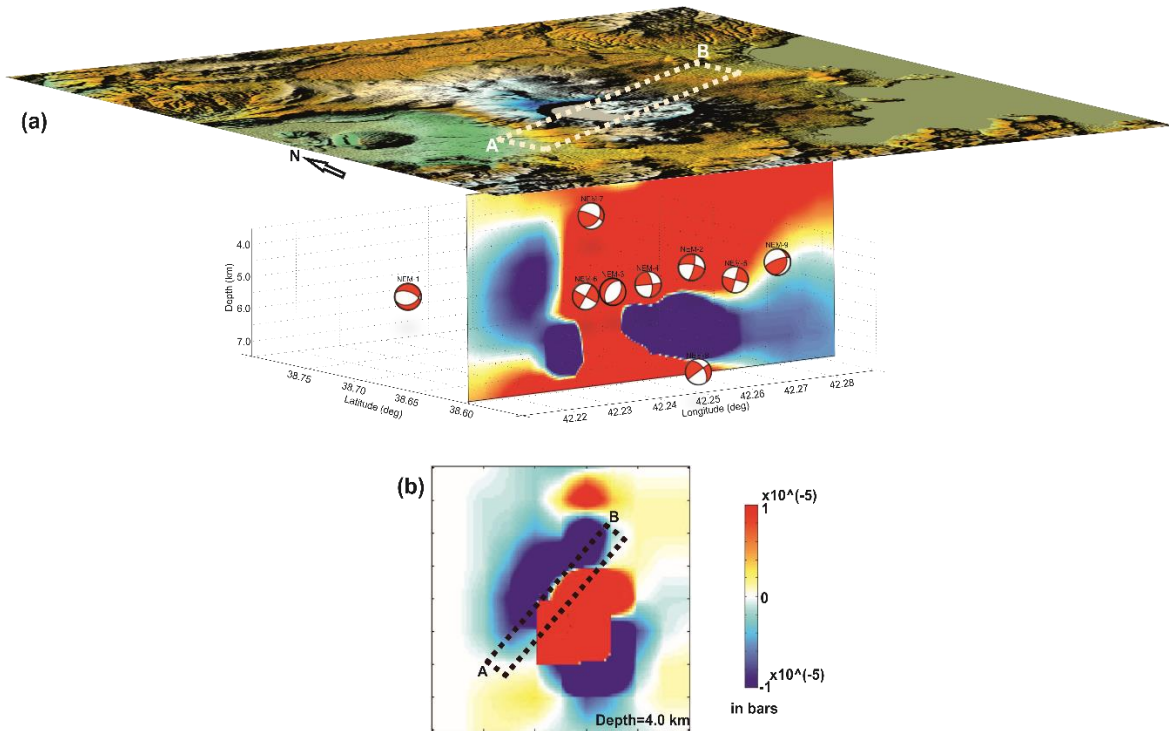 B
(a)
A
N
NEM-7
4.0
NEM-2
NEM-9
5.0
NEM-1
NEM-6
NEM-4
Depth (km)
6.0
7.0
38.75
38.70
38.65
38.60
Latitude (deg)
42.22
42.23
42.24
42.25
42.26
42.27
42.28
Longitude (deg)
(b)
B
A
Depth=4.0 km
x10^(-5)
1
0
-1
x10^(-5)
in bars